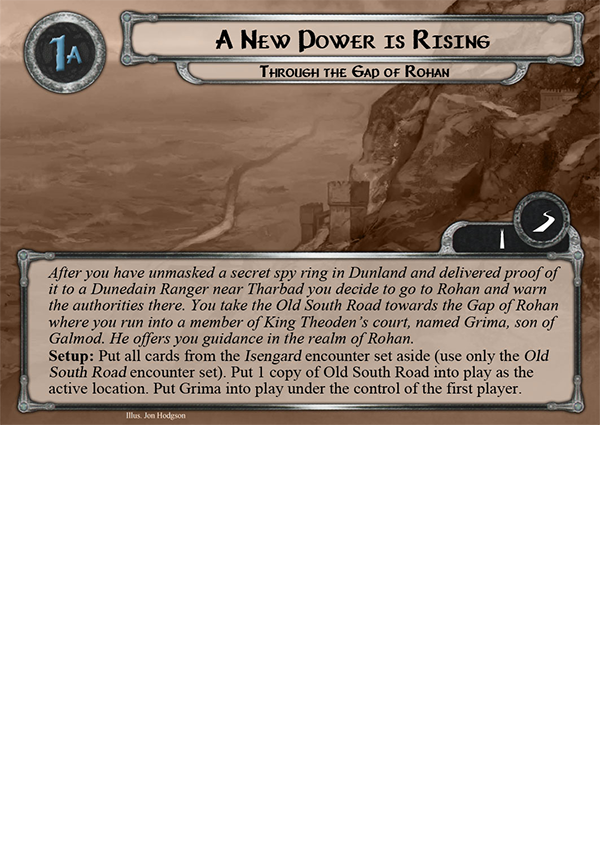 1A
A New Power is Rising
Through the Gap of Rohan
After you have unmasked a secret spy ring in Dunland and delivered proof of
it to a Dunedain Ranger near Tharbad you decide to go to Rohan and warn
the authorities there. You take the Old South Road towards the Gap of Rohan
where you run into a member of King Theoden's court, named Grima, son of
Galmod. He offers you guidance in the realm of Rohan.
Setup: Put all cards from the Isengard encounter set aside (use only the Old
South Road encounter set). Put 1 copy of Old South Road into play as the
active location. Put Grima into play under the control of the first player.
Illus. Jon Hodgson